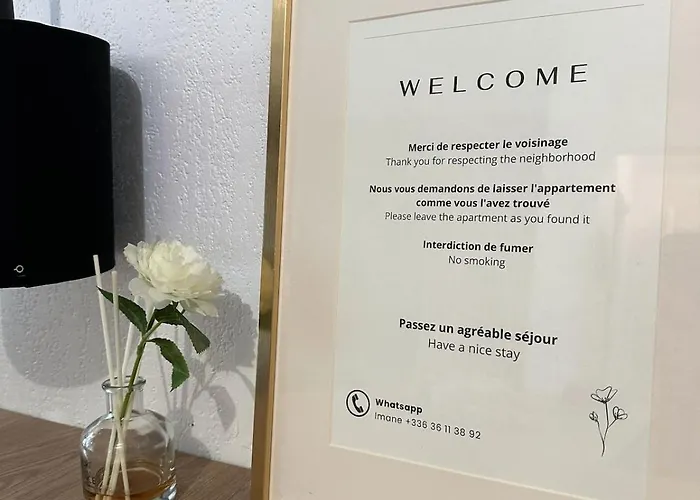 WELCOME
Merci de respecter le voisinage
Thank you for respecting the neighborhood
Nous vous demandons de laisser l'appartement
comme vous l'avez trouvé
Please leave the apartment as you found it
Interdiction de fumer
No smoking
Passez un agréable séjour
Have a nice stay
Whatsapp
Imane +336 36 11 38 92